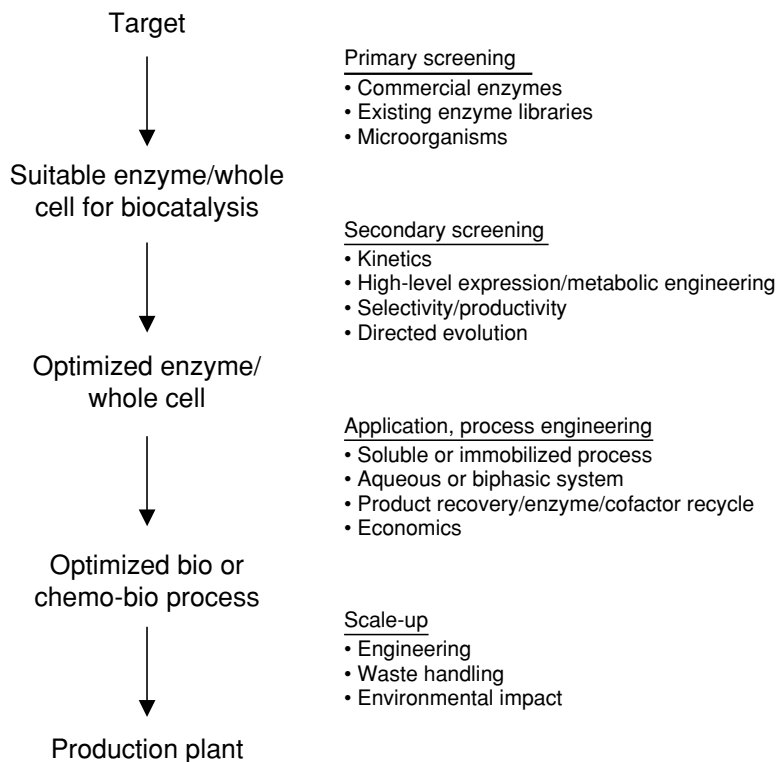 Target
Primary screening
• Commercial enzymes
• Existing enzyme libraries
• Microorganisms
Suitable enzyme/whole
cell for biocatalysis
Secondary screening
• Kinetics
• High-level expression/metabolic engineering
• Selectivity/productivity
• Directed evolution
Optimized enzyme/
whole cell
Application, process engineering
• Soluble or immobilized process
• Aqueous or biphasic system
• Product recovery/enzyme/cofactor recycle
• Economics
Optimized bio or
chemo-bio process
Scale-up
• Engineering
• Waste handling
• Environmental impact
Production plant